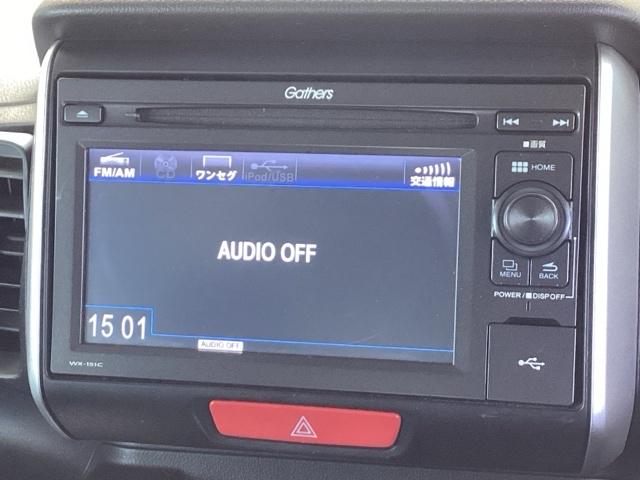 Gathers
画質
FM/AM
CD
ワンセグ
iPod/USB
交通情報
HOME
AUDIO OFF
MENU
BACK
POWER/DISP OFF
15 01
AUDIO OFF
WX-151C